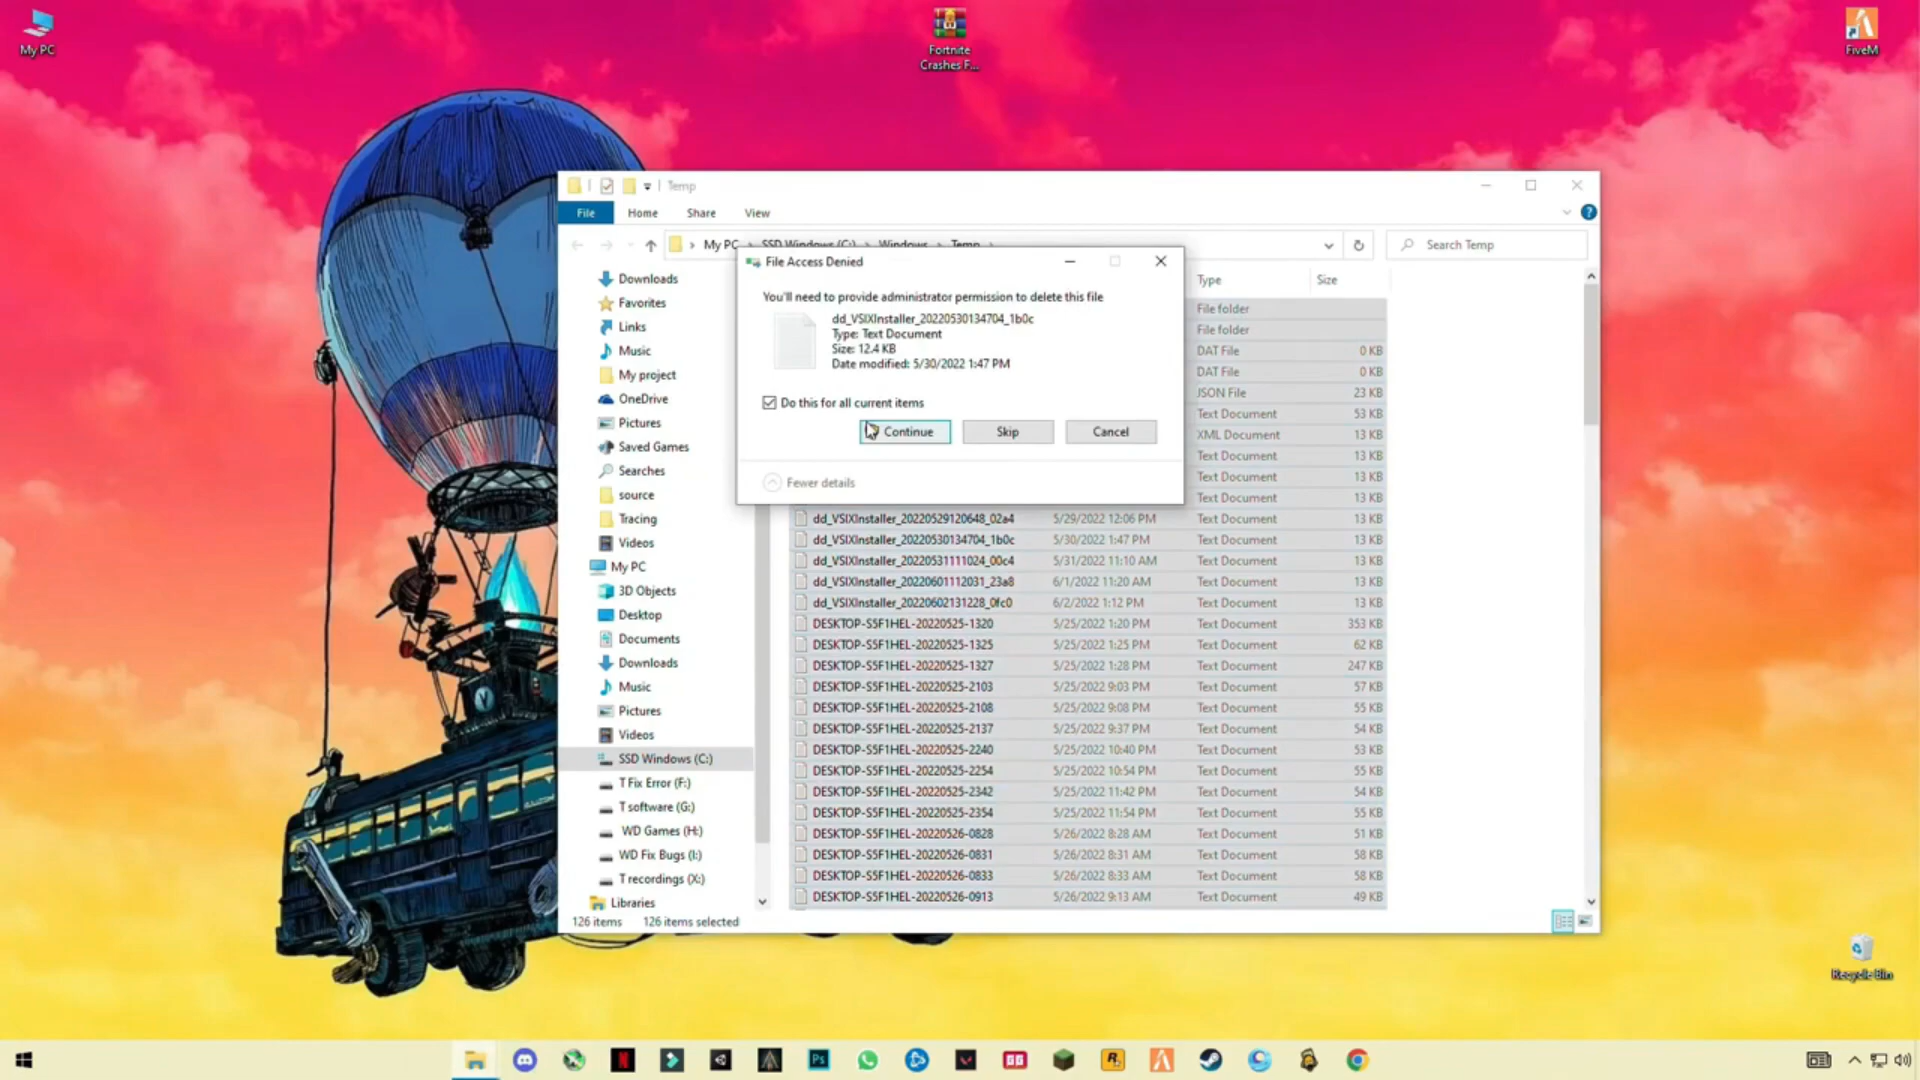 My PC
Fortnite
Crashes F...
FiveM
Temp
File Home Share View
My PC SSD Windows (C:) Windows Temp
Search Temp
File Access Denied
You'll need to provide administrator permission to delete this file
dd_VSIXInstaller_20220530134704_1b0c
Type: Text Document
Size: 12.4 KB
Date modified: 5/30/2022 1:47 PM
Do this for all current items
Continue Skip Cancel
Fewer details
Downloads
Favorites
Links
Music
My project
OneDrive
Pictures
Saved Games
Searches
source
Tracing
Videos
My PC
3D Objects
Desktop
Documents
Downloads
Music
Pictures
Videos
SSD Windows (C:)
T Fix Error (F:)
T software (G:)
WD Games (H:)
WD Fix Bugs (I:)
T recordings (X:)
Libraries
Type Size
File folder
File folder
DAT File 0 KB
DAT File 0 KB
JSON File 23 KB
Text Document 53 KB
XML Document 13 KB
Text Document 13 KB
Text Document 13 KB
Text Document 13 KB
dd_VSIXInstaller_20220529120648_02a4 5/29/2022 12:06 PM Text Document 13 KB
dd_VSIXInstaller_20220530134704_1b0c 5/30/2022 1:47 PM Text Document 13 KB
dd_VSIXInstaller_20220531111024_00c4 5/31/2022 11:10 AM Text Document 13 KB
dd_VSIXInstaller_20220601112031_23a8 6/1/2022 11:20 AM Text Document 13 KB
dd_VSIXInstaller_20220602131228_0fc0 6/2/2022 1:12 PM Text Document 13 KB
DESKTOP-S5F1HEL-20220525-1320 5/25/2022 1:20 PM Text Document 353 KB
DESKTOP-S5F1HEL-20220525-1325 5/25/2022 1:25 PM Text Document 62 KB
DESKTOP-S5F1HEL-20220525-1327 5/25/2022 1:28 PM Text Document 247 KB
DESKTOP-S5F1HEL-20220525-2103 5/25/2022 9:03 PM Text Document 57 KB
DESKTOP-S5F1HEL-20220525-2108 5/25/2022 9:08 PM Text Document 55 KB
DESKTOP-S5F1HEL-20220525-2137 5/25/2022 9:37 PM Text Document 54 KB
DESKTOP-S5F1HEL-20220525-2240 5/25/2022 10:40 PM Text Document 53 KB
DESKTOP-S5F1HEL-20220525-2254 5/25/2022 10:54 PM Text Document 55 KB
DESKTOP-S5F1HEL-20220525-2342 5/25/2022 11:42 PM Text Document 54 KB
DESKTOP-S5F1HEL-20220525-2354 5/25/2022 11:54 PM Text Document 55 KB
DESKTOP-S5F1HEL-20220526-0828 5/26/2022 8:28 AM Text Document 51 KB
DESKTOP-S5F1HEL-20220526-0831 5/26/2022 8:31 AM Text Document 58 KB
DESKTOP-S5F1HEL-20220526-0833 5/26/2022 8:33 AM Text Document 58 KB
DESKTOP-S5F1HEL-20220526-0913 5/26/2022 9:13 AM Text Document 49 KB
126 items 126 items selected
Recycle Bin